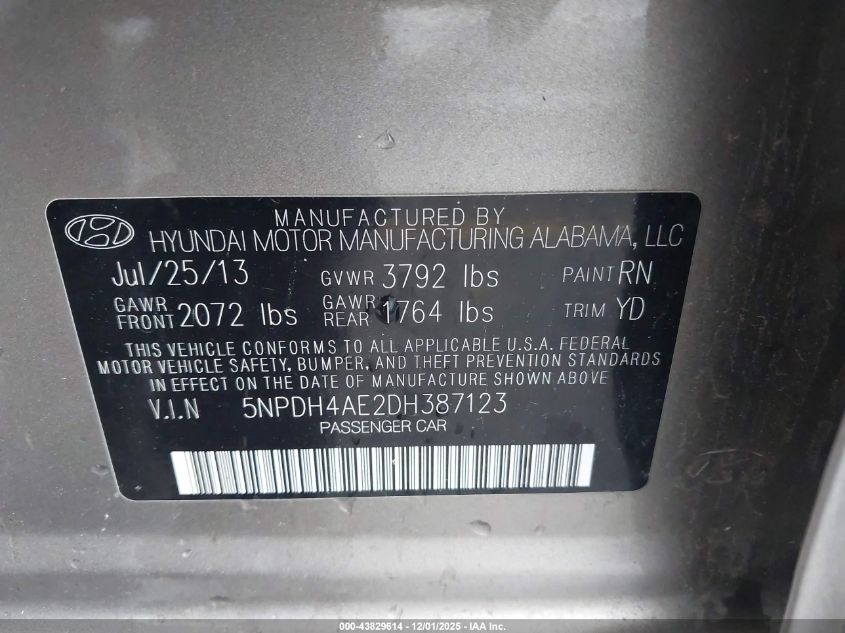 MANUFACTURED BY
HYUNDAI MOTOR MANUFACTURING ALABAMA, LLC
Jul/25/13 GVWR 3792 lbs PAINT RN
GAWR FRONT 2072 lbs GAWR REAR 1764 lbs TRIM YD
THIS VEHICLE CONFORMS TO ALL APPLICABLE U.S.A. FEDERAL
MOTOR VEHICLE SAFETY, BUMPER, AND THEFT PREVENTION STANDARDS
IN EFFECT ON THE DATE OF MANUFACTURE SHOWN ABOVE
V.I.N 5NPDH4AE2DH387123
PASSENGER CAR
000-43829614 - 12/01/2025 - IAA Inc.